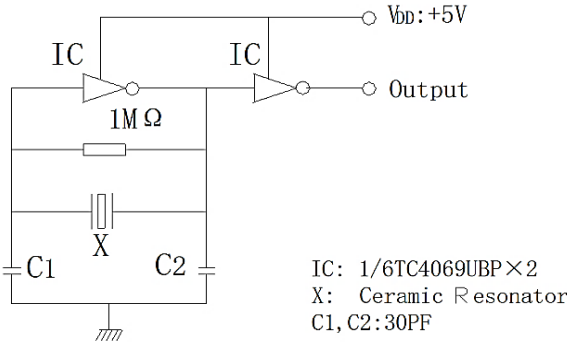 VDD:+5V
IC
IC
Output
1MΩ
X
C1
C2
IC: 1/6TC4069UBP×2
X: Ceramic Resonator
C1,C2:30PF